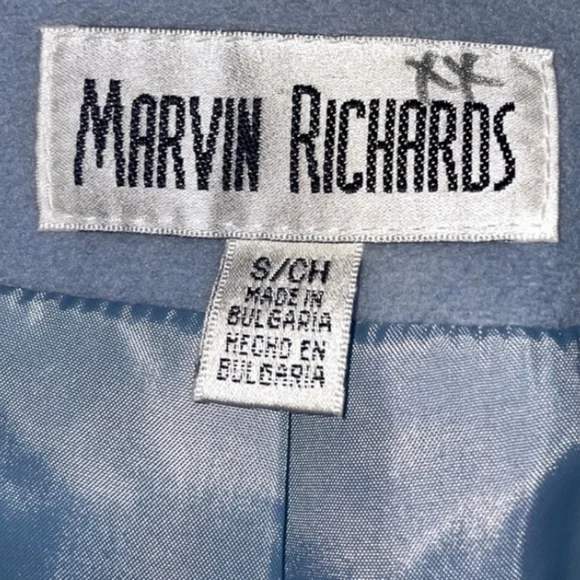 MARVIN RICHARDS
S/CH
MADE IN
BULGARIA
HECHO EN
BULGARIA